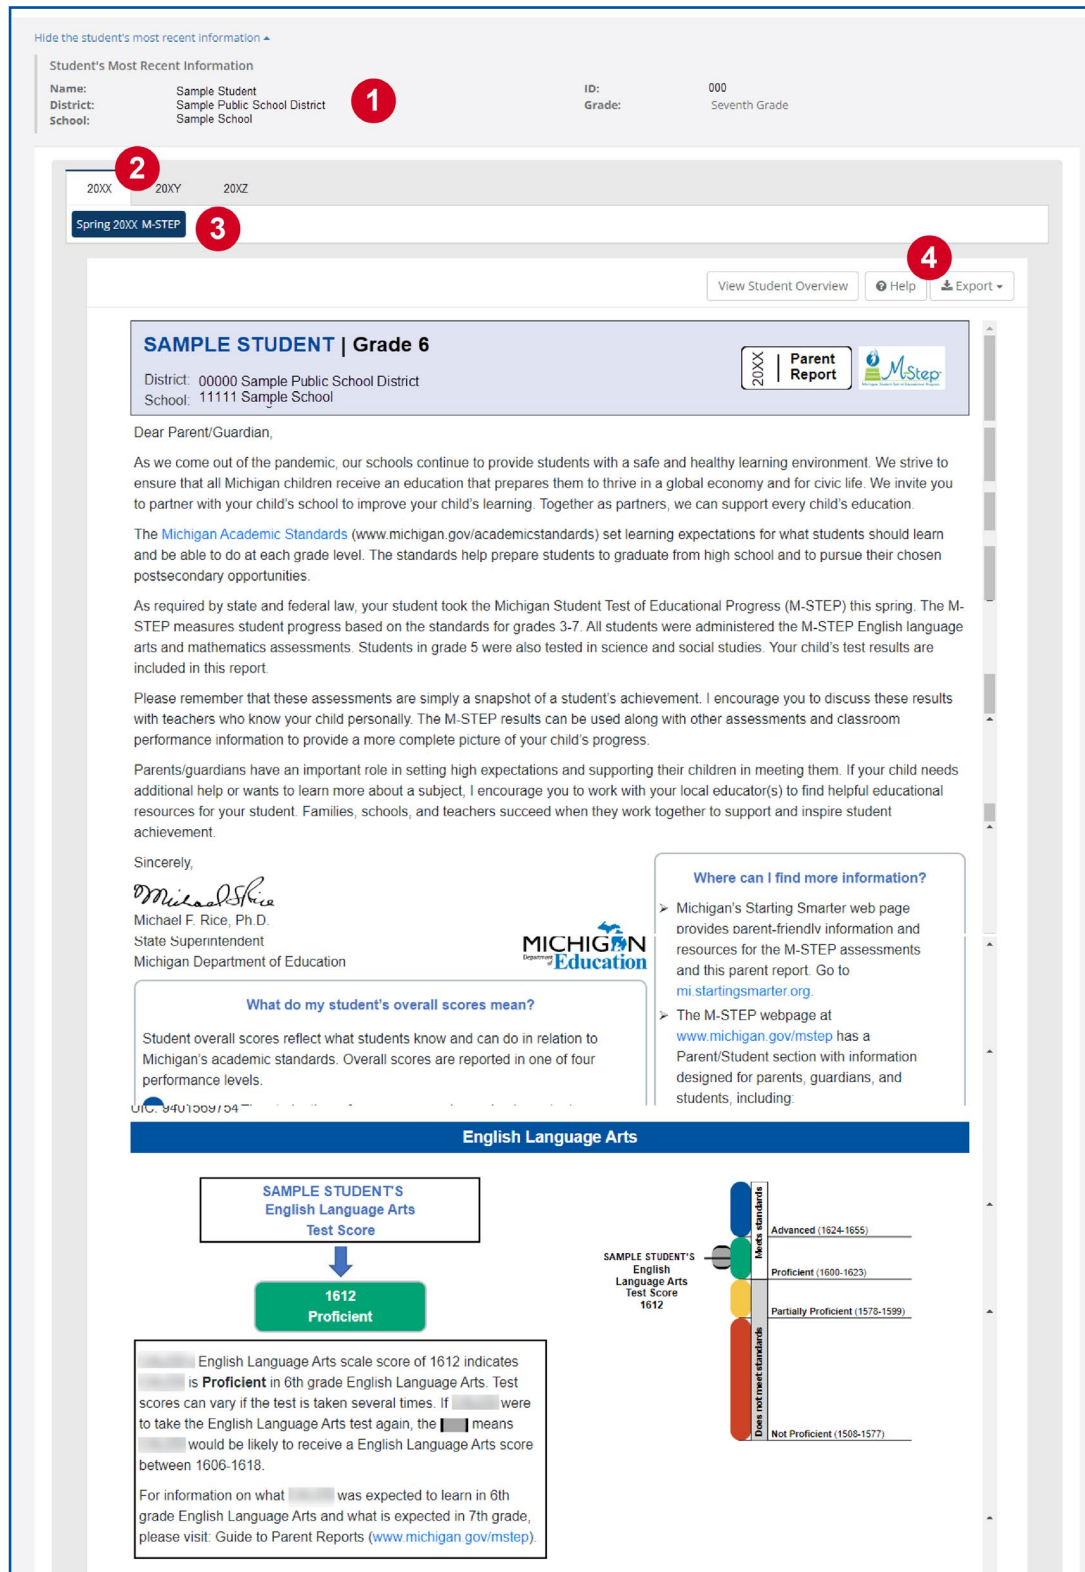 Hide the student's most recent information
Student's Most Recent Information
Name: Sample Student
District: Sample Public School District
School: Sample School
ID: 000
Grade: Seventh Grade
1
2
20XX 20XY 20XZ
Spring 20XX M-STEP
3
4
View Student Overview Help Export
SAMPLE STUDENT | Grade 6
District: 00000 Sample Public School District
School: 11111 Sample School
20XX | Parent Report
M-Step
Dear Parent/Guardian,
As we come out of the pandemic, our schools continue to provide students with a safe and healthy learning environment. We strive to
ensure that all Michigan children receive an education that prepares them to thrive in a global economy and for civic life. We invite you
to partner with your child's school to improve your child's learning. Together as partners, we can support every child's education.
The Michigan Academic Standards (www.michigan.gov/academicstandards) set learning expectations for what students should learn
and be able to do at each grade level. The standards help prepare students to graduate from high school and to pursue their chosen
postsecondary opportunities.
As required by state and federal law, your student took the Michigan Student Test of Educational Progress (M-STEP) this spring. The M-
STEP measures student progress based on the standards for grades 3-7. All students were administered the M-STEP English language
arts and mathematics assessments. Students in grade 5 were also tested in science and social studies. Your child's test results are
included in this report.
Please remember that these assessments are simply a snapshot of a student's achievement. I encourage you to discuss these results
with teachers who know your child personally. The M-STEP results can be used along with other assessments and classroom
performance information to provide a more complete picture of your child's progress.
Parents/guardians have an important role in setting high expectations and supporting their children in meeting them. If your child needs
additional help or wants to learn more about a subject, I encourage you to work with your local educator(s) to find helpful educational
resources for your student. Families, schools, and teachers succeed when they work together to support and inspire student
achievement.
Sincerely,
Michael F. Rice
Michael F. Rice, Ph.D.
State Superintendent
Michigan Department of Education
MICHIGAN
Department of Education
What do my student's overall scores mean?
Student overall scores reflect what students know and can do in relation to
Michigan's academic standards. Overall scores are reported in one of four
performance levels.
Where can I find more information?
➢ Michigan's Starting Smarter web page
provides parent-friendly information and
resources for the M-STEP assessments
and this parent report. Go to
mi.startingsmarter.org.
➢ The M-STEP webpage at
www.michigan.gov/mstep has a
Parent/Student section with information
designed for parents, guardians, and
students, including:
UIC: 9401569754
English Language Arts
SAMPLE STUDENT'S
English Language Arts
Test Score
1612
Proficient
English Language Arts scale score of 1612 indicates
is Proficient in 6th grade English Language Arts. Test
scores can vary if the test is taken several times. If were
to take the English Language Arts test again, the means
would be likely to receive a English Language Arts score
between 1606-1618.
For information on what was expected to learn in 6th
grade English Language Arts and what is expected in 7th grade,
please visit: Guide to Parent Reports (www.michigan.gov/mstep).
SAMPLE STUDENT'S
English
Language Arts
Test Score
1612
Meets standards
Does not meet standards
Advanced (1624-1655)
Proficient (1600-1623)
Partially Proficient (1578-1599)
Not Proficient (1508-1577)